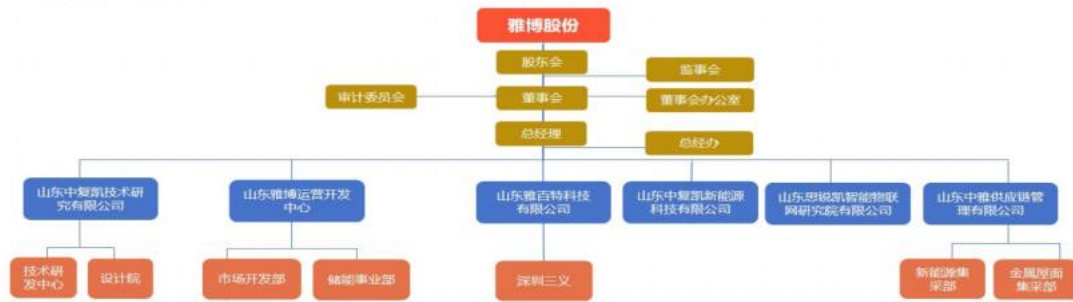 雅博股份
股东会
监事会
审计委员会
董事会
董事会办公室
总经理
总经办
山东中复凯技术研
究有限公司
山东雅博运营开发
中心
山东雅百特科技
有限公司
山东中复凯新能源
科技有限公司
山东思锐凯智能物联
网研究院有限公司
山东中雅供应链管
理有限公司
技术研
发中心
设计院
市场开发部
储能事业部
深圳三义
新能源集
采部
金属屋面
集采部